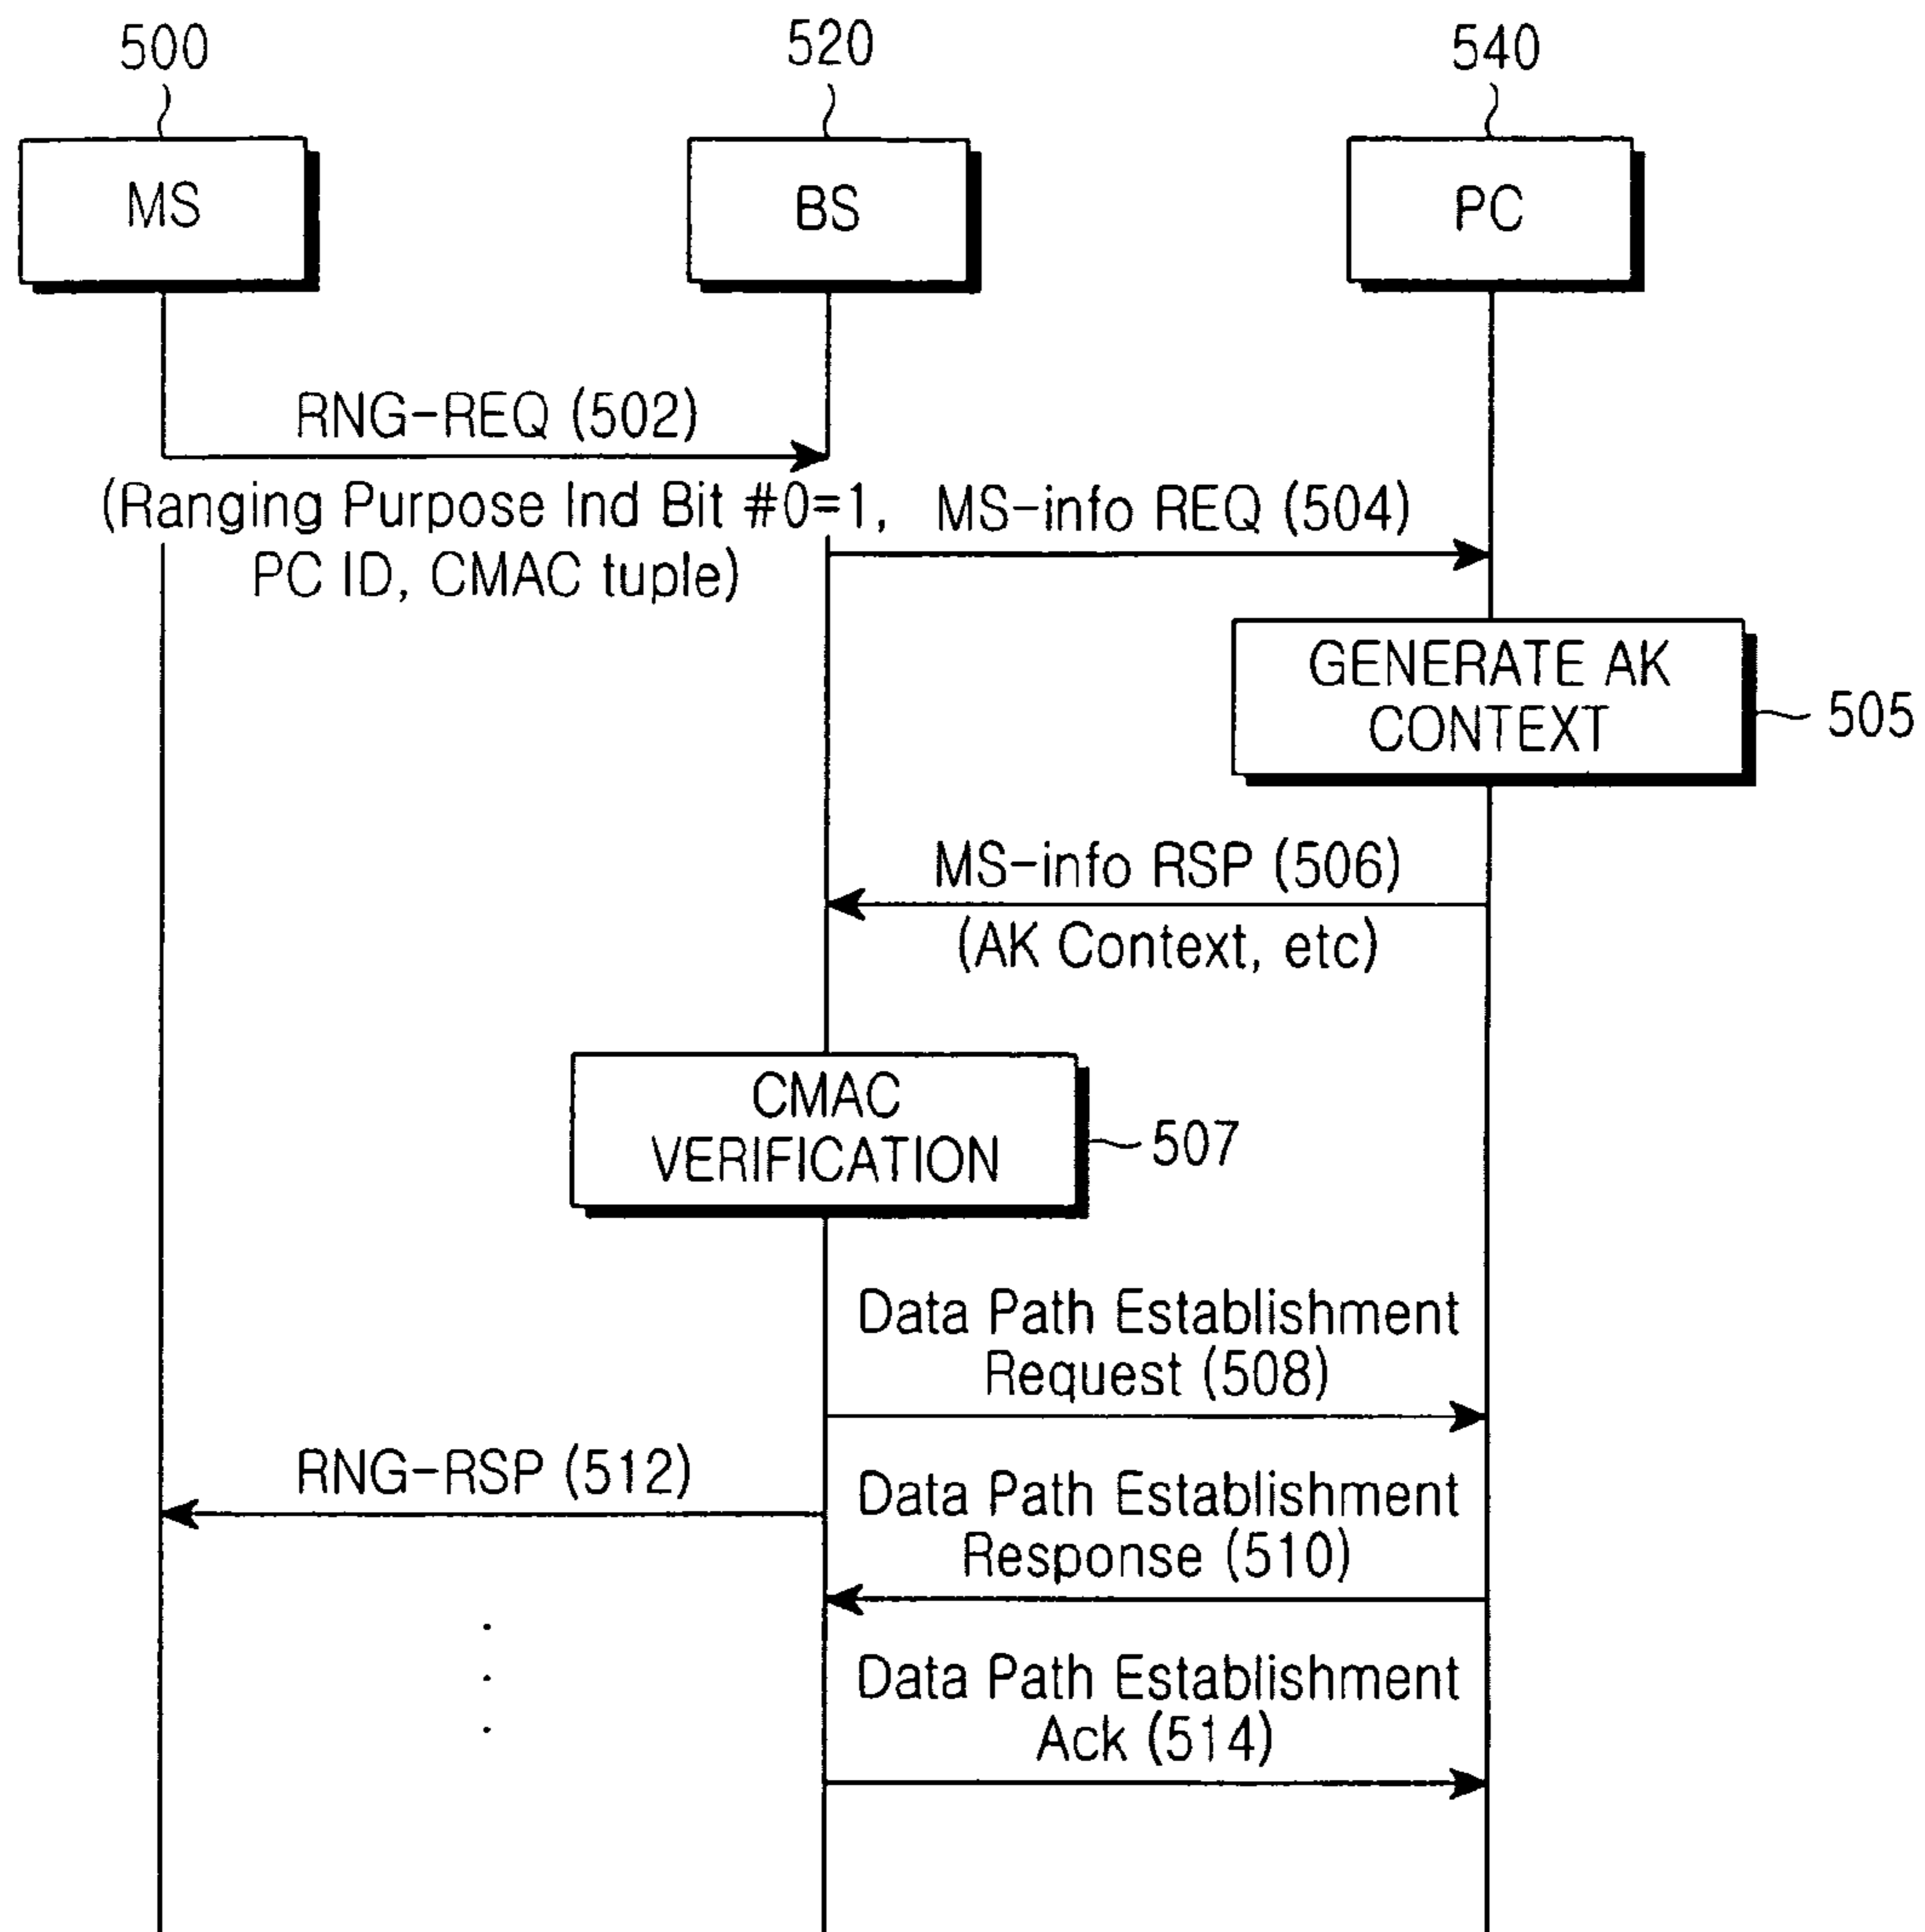 500
520
540
MS
BS
PC
RNG-REQ (502)
(Ranging Purpose Ind Bit #0=1,
PC ID, CMAC tuple)
MS-info REQ (504)
GENERATE AK
CONTEXT
505
MS-info RSP (506)
(AK Context, etc)
CMAC
VERIFICATION
507
Data Path Establishment
Request (508)
RNG-RSP (512)
Data Path Establishment
Response (510)
Data Path Establishment
Ack (514)